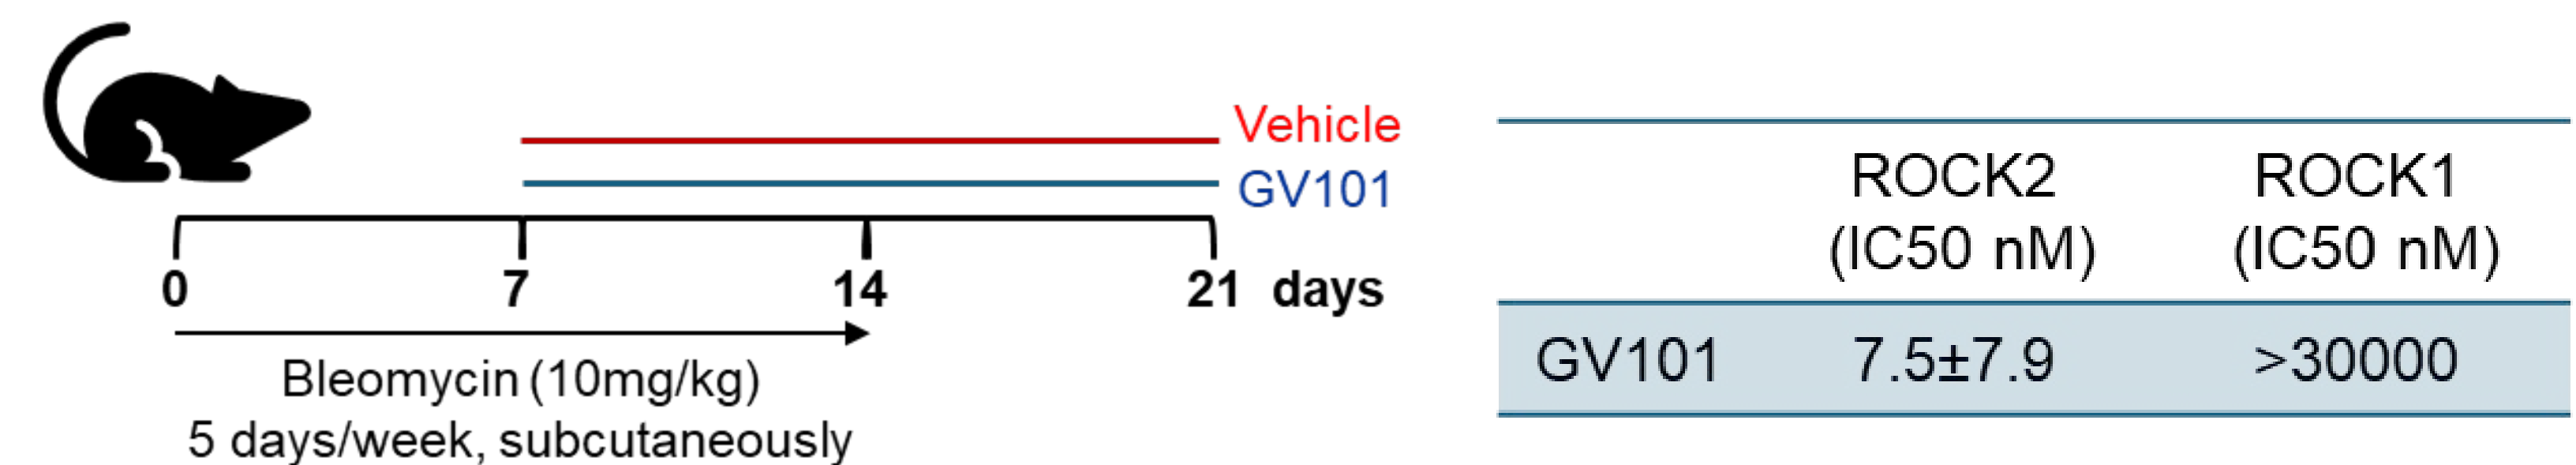 Vehicle
GV101
0 7 14 21 days
Bleomycin (10mg/kg)
5 days/week, subcutaneously
ROCK2 ROCK1
(IC50 nM) (IC50 nM)
GV101 7.5±7.9 >30000